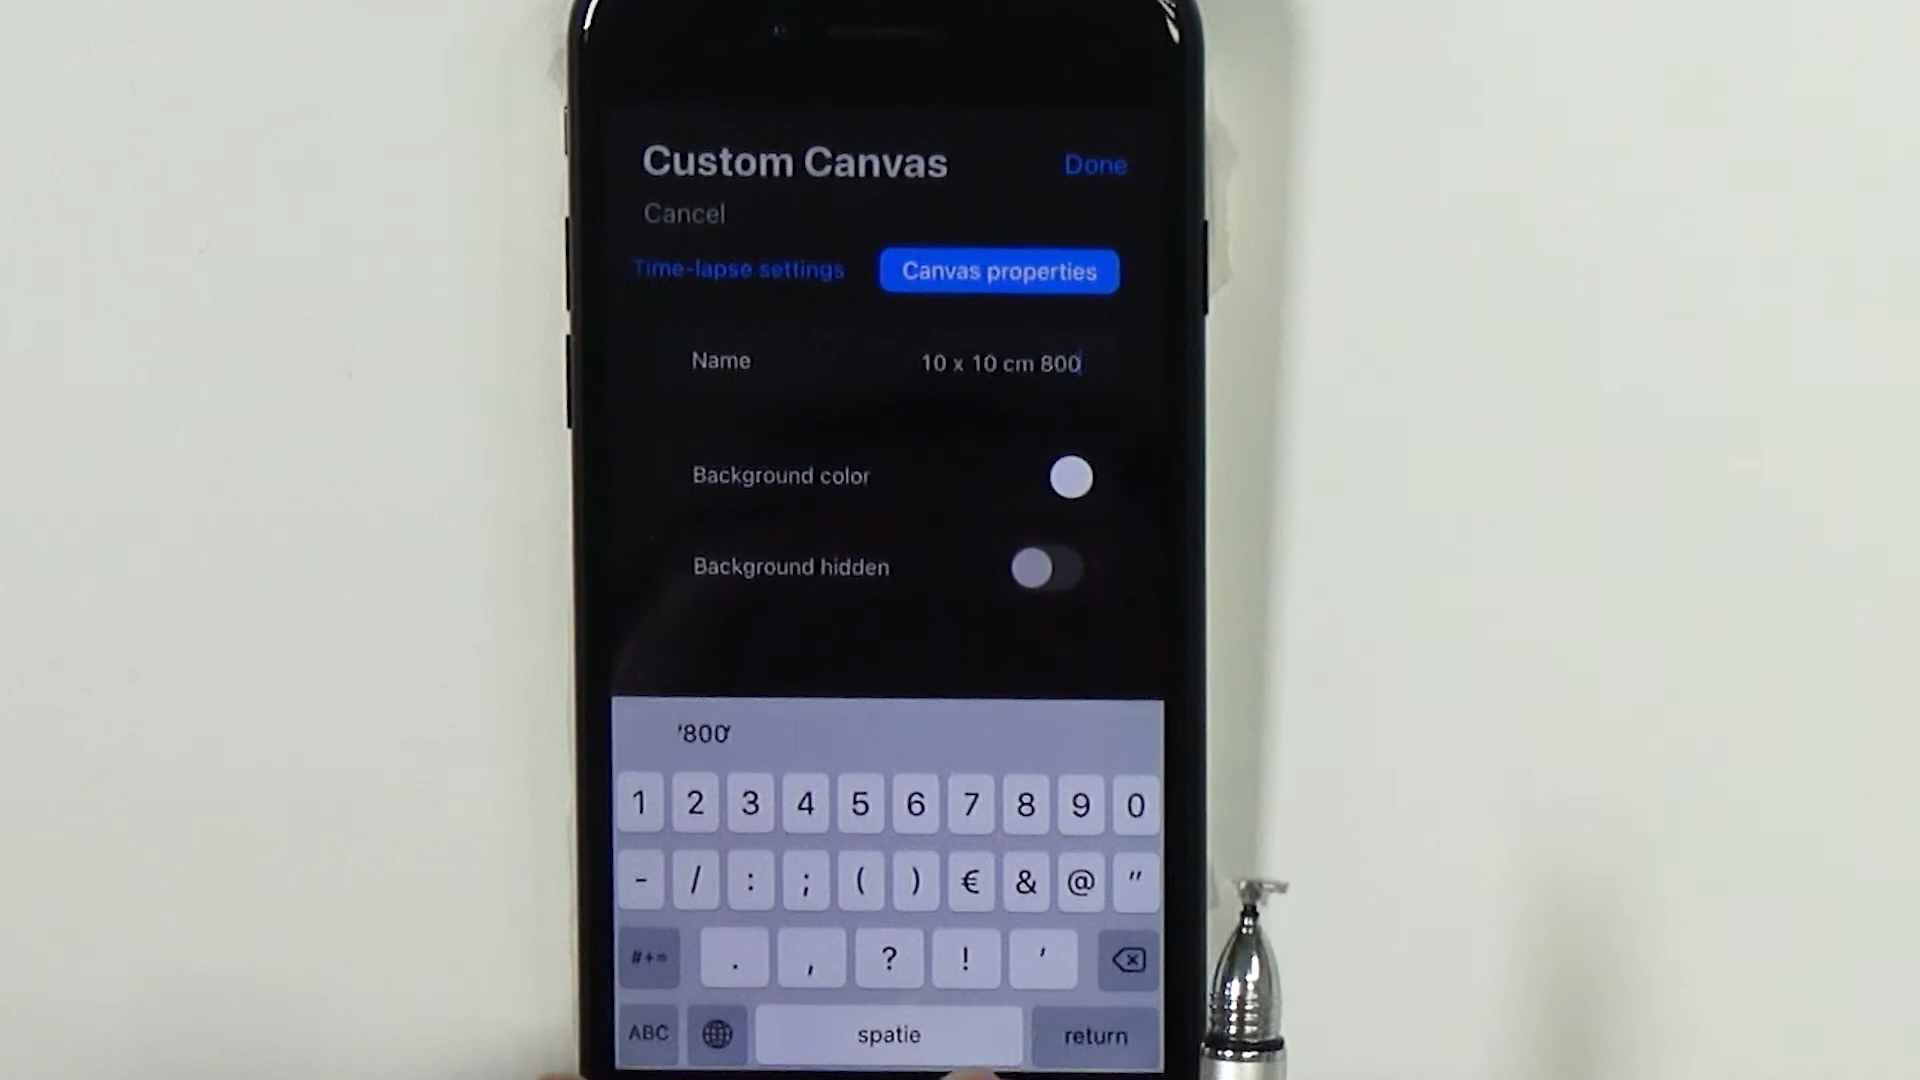 Custom Canvas Done
Cancel
Time-lapse settings Canvas properties
Name 10 x 10 cm 800
Background color
Background hidden
'800'
1 2 3 4 5 6 7 8 9 0
- / : ; ( ) € & @ "
#+= . , ? ! '
ABC spatie return